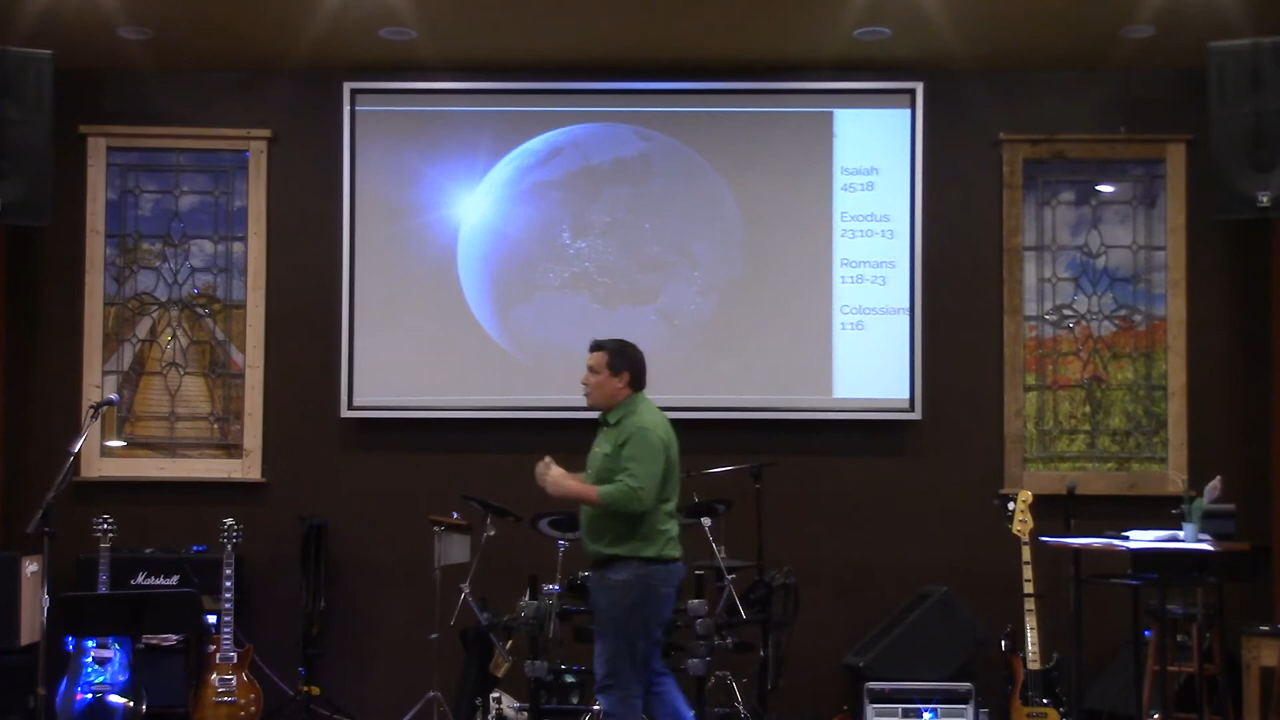 Isaiah
45:18
Exodus
23:10-13
Romans
1:18-23
Colossians
1:16
Marshall